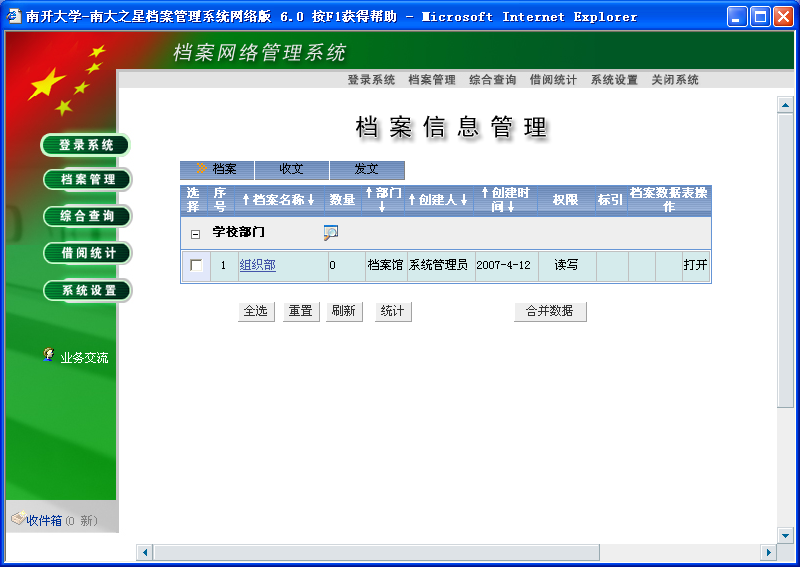 南开大学-南大之星档案管理系统网络版 6.0 按F1获得帮助 - Microsoft Internet Explorer
档案网络管理系统
登录系统 档案管理 综合查询 借阅统计 系统设置 关闭系统
登录系统
档案管理
综合查询
借阅统计
系统设置
业务交流
收件箱(0 新)
档案信息管理
档案 收文 发文
选择 序号 ↑档案名称↓ 数量 ↑部门↓ ↑创建人↓ ↑创建时间↓ 权限 标引 档案数据表操作
学校部门
1 组织部 0 档案馆 系统管理员 2007-4-12 读写 打开
全选 重置 刷新 统计 合并数据